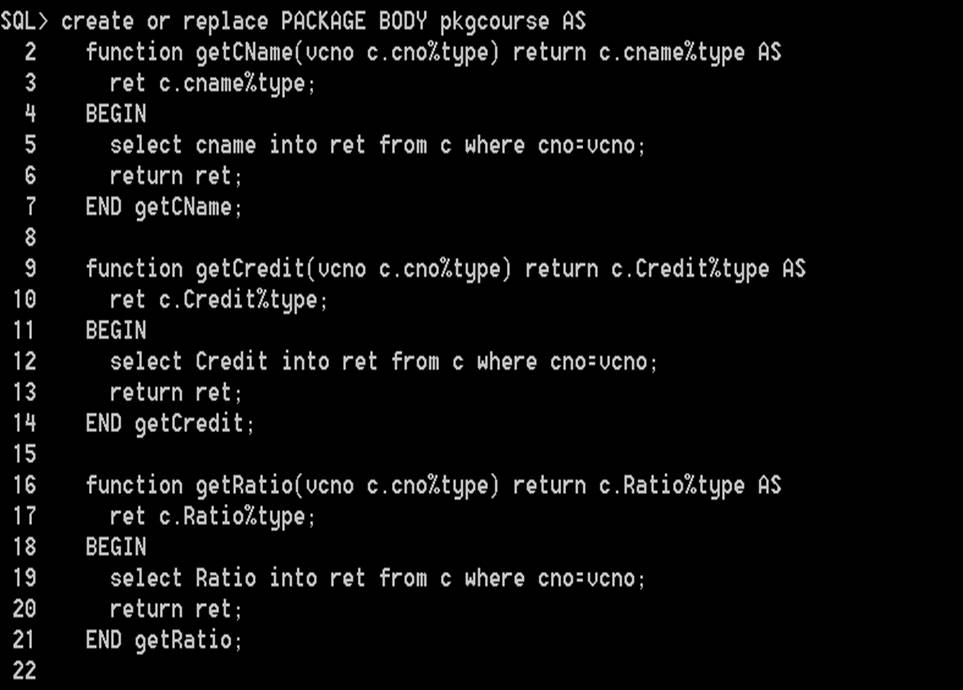 SQL> create or replace PACKAGE BODY pkgcourse AS
  2    function getCName(vcno c.cno%type) return c.cname%type AS
  3      ret c.cname%type;
  4    BEGIN
  5      select cname into ret from c where cno=vcno;
  6      return ret;
  7    END getCName;
  8
  9    function getCredit(vcno c.cno%type) return c.Credit%type AS
 10      ret c.Credit%type;
 11    BEGIN
 12      select Credit into ret from c where cno=vcno;
 13      return ret;
 14    END getCredit;
 15
 16    function getRatio(vcno c.cno%type) return c.Ratio%type AS
 17      ret c.Ratio%type;
 18    BEGIN
 19      select Ratio into ret from c where cno=vcno;
 20      return ret;
 21    END getRatio;
 22